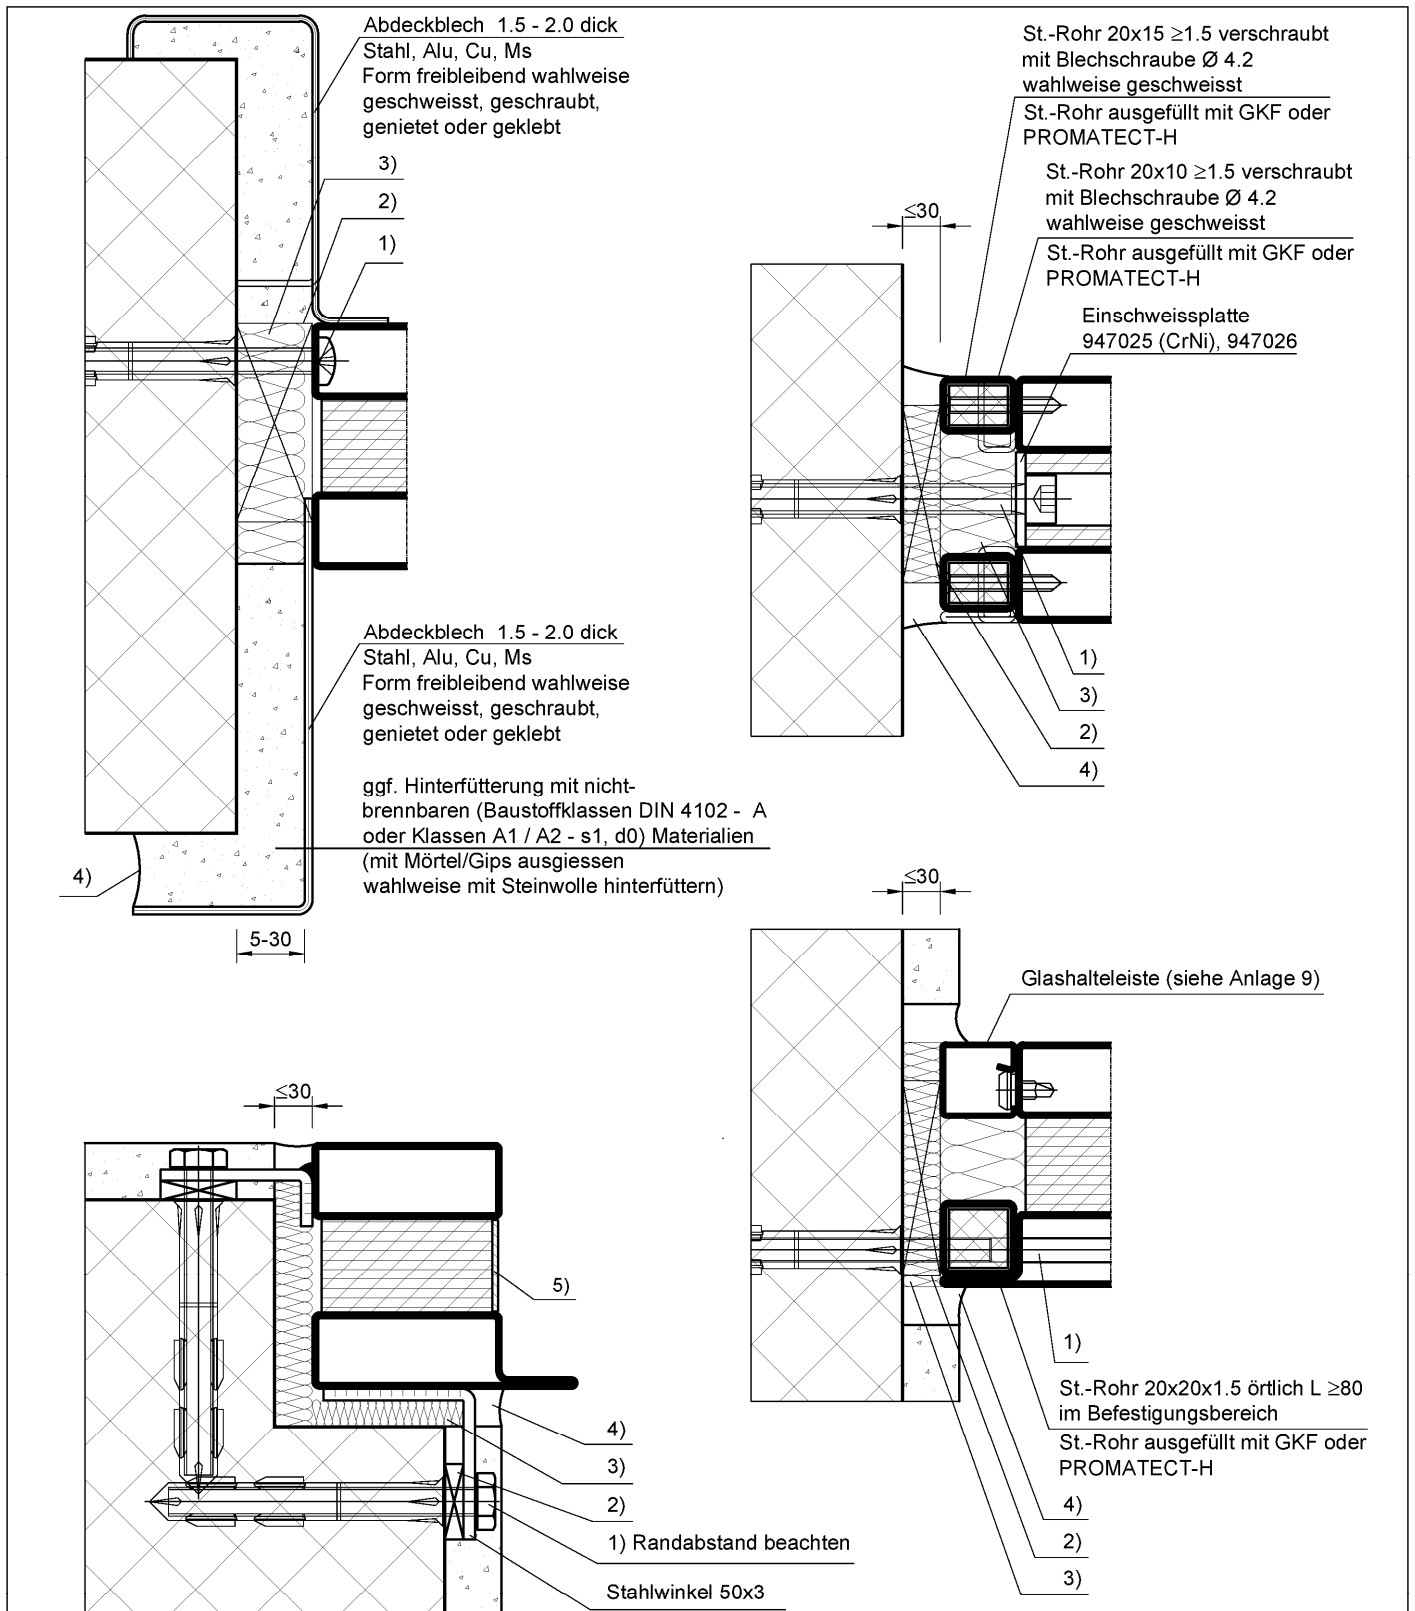 Abdeckblech 1.5 - 2.0 dick
Stahl, Alu, Cu, Ms
Form freibleibend wahlweise
geschweisst, geschraubt,
genietet oder geklebt
3)
2)
1)
Abdeckblech 1.5 - 2.0 dick
Stahl, Alu, Cu, Ms
Form freibleibend wahlweise
geschweisst, geschraubt,
genietet oder geklebt
ggf. Hinterfütterung mit nicht-
brennbaren (Baustoffklassen DIN 4102 - A
oder Klassen A1 / A2 - s1, d0) Materialien
(mit Mörtel/Gips ausgiessen
wahlweise mit Steinwolle hinterfüttern)
4)
5-30
St.-Rohr 20x15 ≥1.5 verschraubt
mit Blechschraube Ø 4.2
wahlweise geschweisst
St.-Rohr ausgefüllt mit GKF oder
PROMATECT-H
St.-Rohr 20x10 ≥1.5 verschraubt
mit Blechschraube Ø 4.2
wahlweise geschweisst
St.-Rohr ausgefüllt mit GKF oder
PROMATECT-H
Einschweissplatte
947025 (CrNi), 947026
≤30
1)
3)
2)
4)
≤30
Glashalteleiste (siehe Anlage 9)
1)
St.-Rohr 20x20x1.5 örtlich L ≥80
im Befestigungsbereich
St.-Rohr ausgefüllt mit GKF oder
PROMATECT-H
4)
2)
3)
≤30
5)
4)
3)
2)
1) Randabstand beachten
Stahlwinkel 50x3